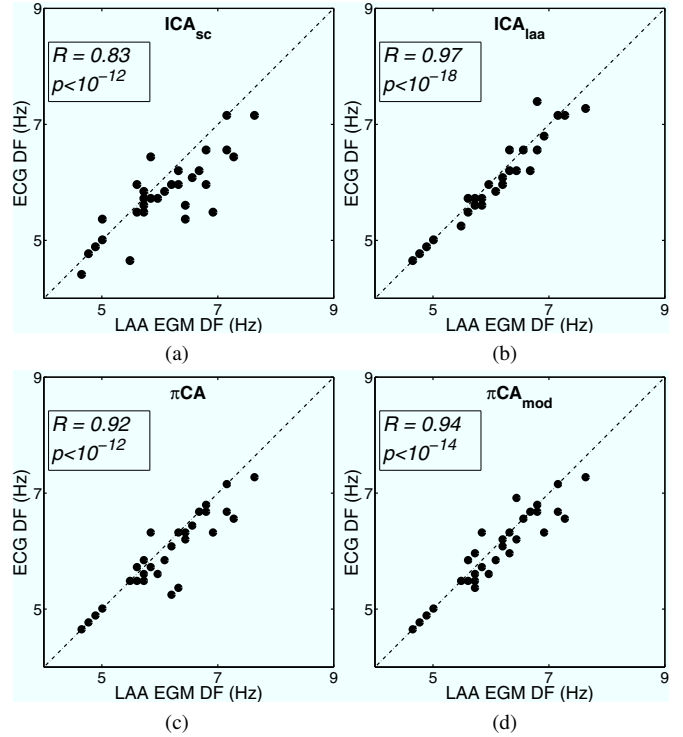 ICA_sc
R = 0.83
p<10^−12
9
7
5
ECG DF (Hz)
5 7 9
LAA EGM DF (Hz)
(a)
ICA_laa
R = 0.97
p<10^−18
9
7
5
ECG DF (Hz)
5 7 9
LAA EGM DF (Hz)
(b)
πCA
R = 0.92
p<10^−12
9
7
5
ECG DF (Hz)
5 7 9
LAA EGM DF (Hz)
(c)
πCA_mod
R = 0.94
p<10^−14
9
7
5
ECG DF (Hz)
5 7 9
LAA EGM DF (Hz)
(d)